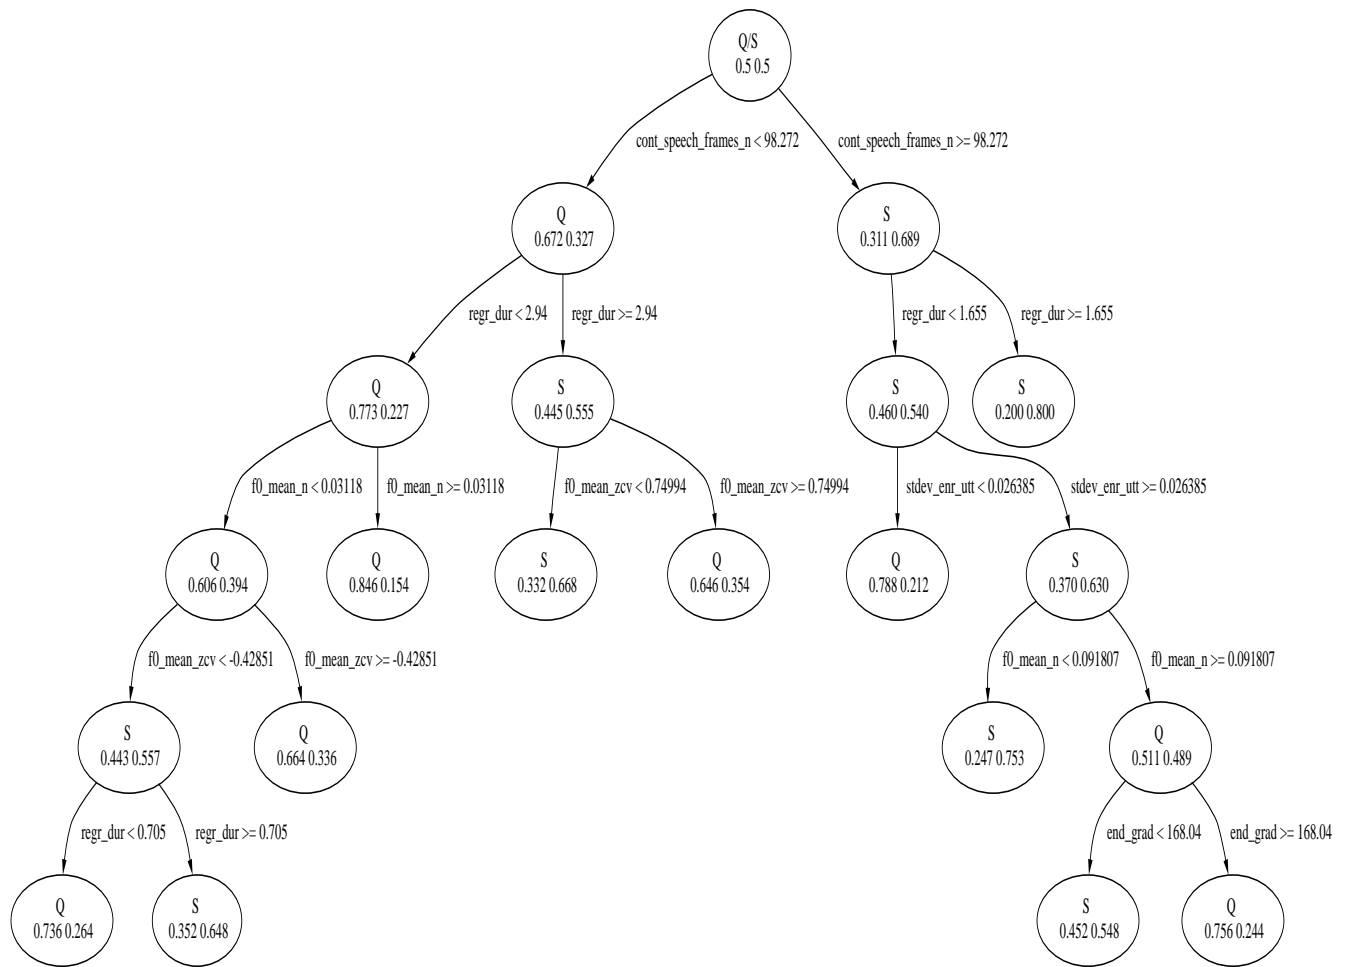 Q/S
0.5 0.5
cont_speech_frames_n < 98.272
cont_speech_frames_n >= 98.272
Q
0.672 0.327
S
0.311 0.689
regr_dur < 2.94
regr_dur >= 2.94
regr_dur < 1.655
regr_dur >= 1.655
Q
0.773 0.227
S
0.445 0.555
S
0.460 0.540
S
0.200 0.800
f0_mean_n < 0.03118
f0_mean_n >= 0.03118
f0_mean_zcv < 0.74994
f0_mean_zcv >= 0.74994
stdev_enr_utt < 0.026385
stdev_enr_utt >= 0.026385
Q
0.606 0.394
Q
0.846 0.154
S
0.332 0.668
Q
0.646 0.354
Q
0.788 0.212
S
0.370 0.630
f0_mean_zcv < -0.42851
f0_mean_zcv >= -0.42851
f0_mean_n < 0.091807
f0_mean_n >= 0.091807
S
0.443 0.557
Q
0.664 0.336
S
0.247 0.753
Q
0.511 0.489
regr_dur < 0.705
regr_dur >= 0.705
end_grad < 168.04
end_grad >= 168.04
Q
0.736 0.264
S
0.352 0.648
S
0.452 0.548
Q
0.756 0.244